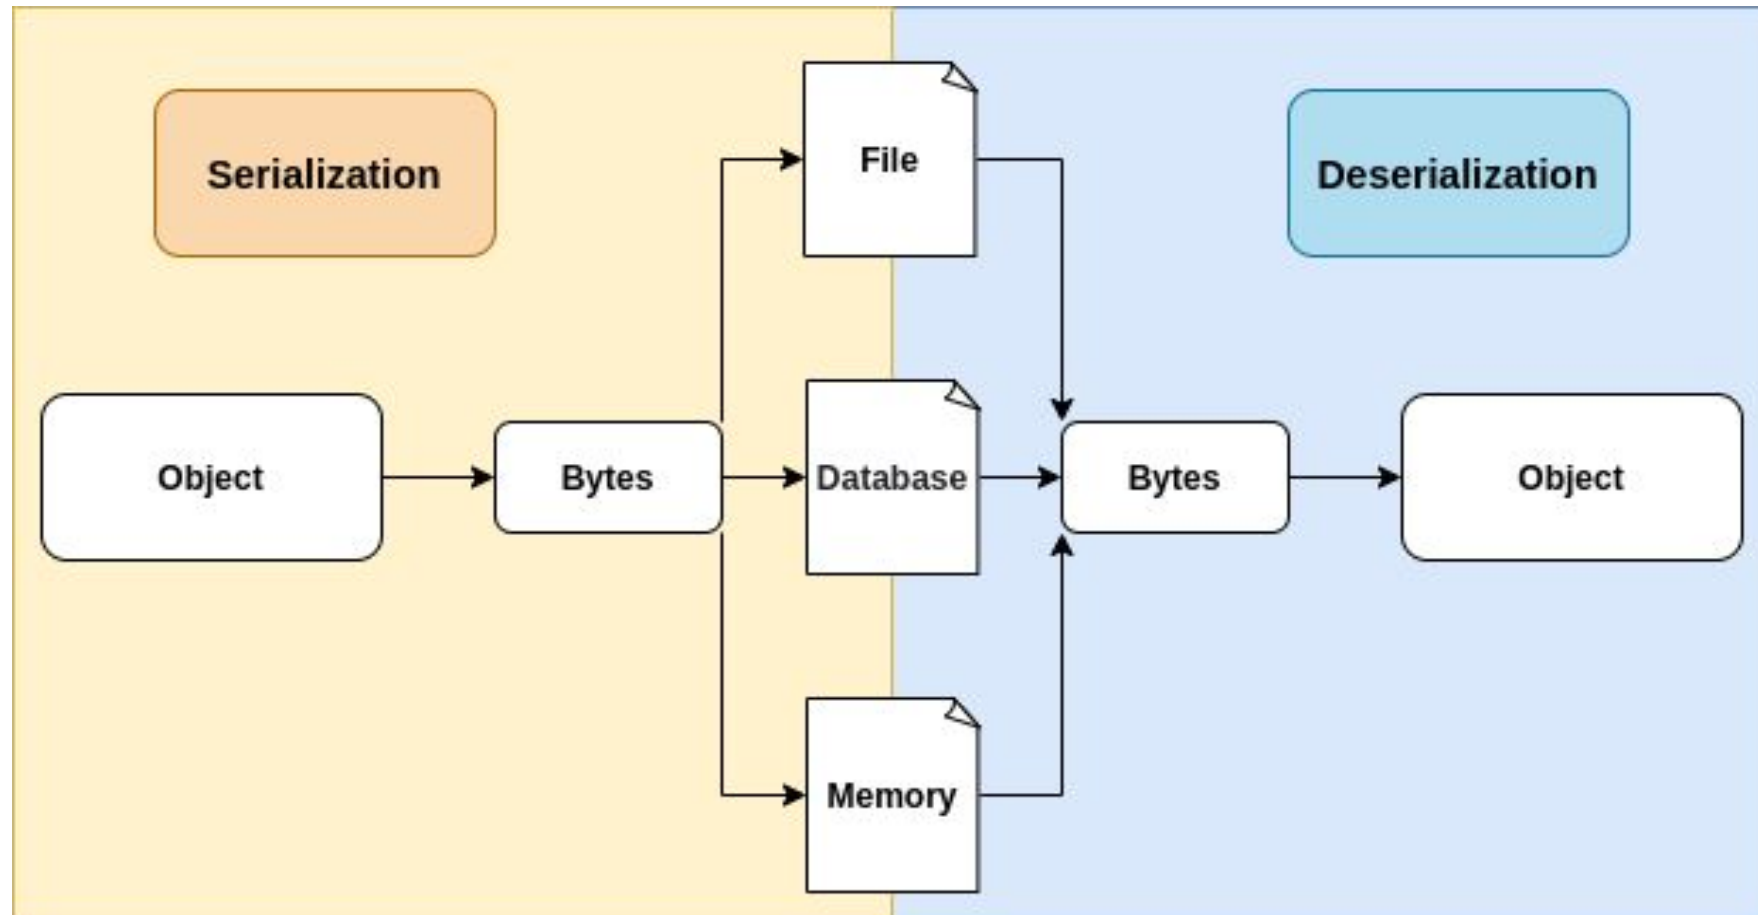 Serialization
Deserialization
File
Object
Bytes
Database
Bytes
Object
Memory